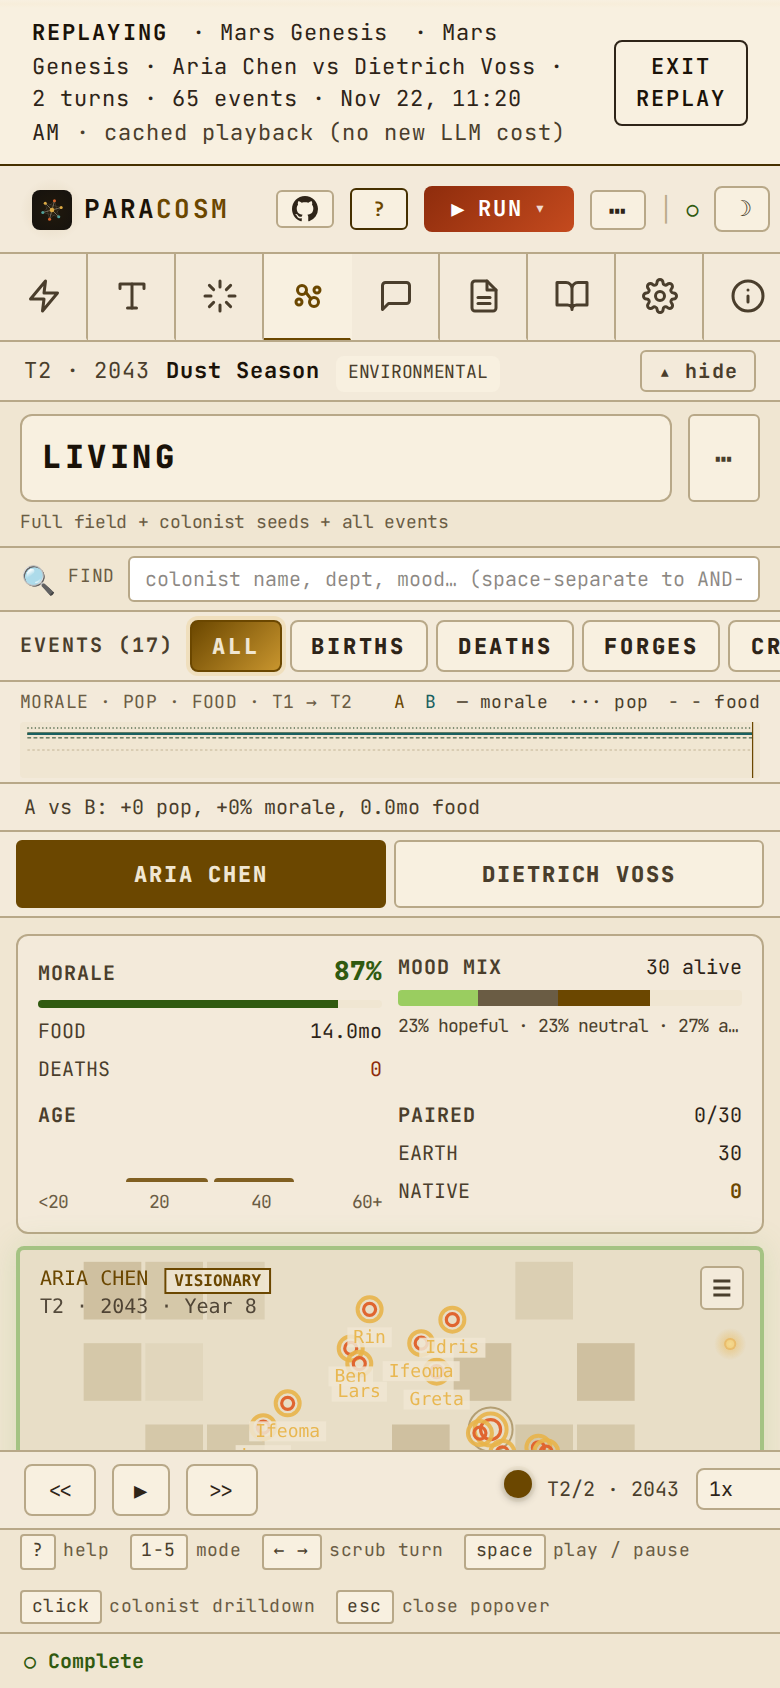 REPLAYING · Mars Genesis · Mars
Genesis · Aria Chen vs Dietrich Voss ·
2 turns · 65 events · Nov 22, 11:20
AM · cached playback (no new LLM cost)
EXIT
REPLAY
PARACOSM
?
▶ RUN ▾
…
T2 · 2043 Dust Season ENVIRONMENTAL
▴ hide
LIVING
…
Full field + colonist seeds + all events
FIND
colonist name, dept, mood… (space-separate to AND-
EVENTS (17) ALL BIRTHS DEATHS FORGES CR
MORALE · POP · FOOD · T1 → T2 A B — morale ··· pop - - food
A vs B: +0 pop, +0% morale, 0.0mo food
ARIA CHEN
DIETRICH VOSS
MORALE 87%
FOOD 14.0mo
DEATHS 0
MOOD MIX 30 alive
23% hopeful · 23% neutral · 27% a…
AGE
<20 20 40 60+
PAIRED 0/30
EARTH 30
NATIVE 0
ARIA CHEN VISIONARY
T2 · 2043 · Year 8
☰
Rin
Idris
Ben
Ifeoma
Lars
Greta
Ifeoma
<< ▶ >>
T2/2 · 2043
1x
? help 1-5 mode ← → scrub turn space play / pause
click colonist drilldown esc close popover
○ Complete